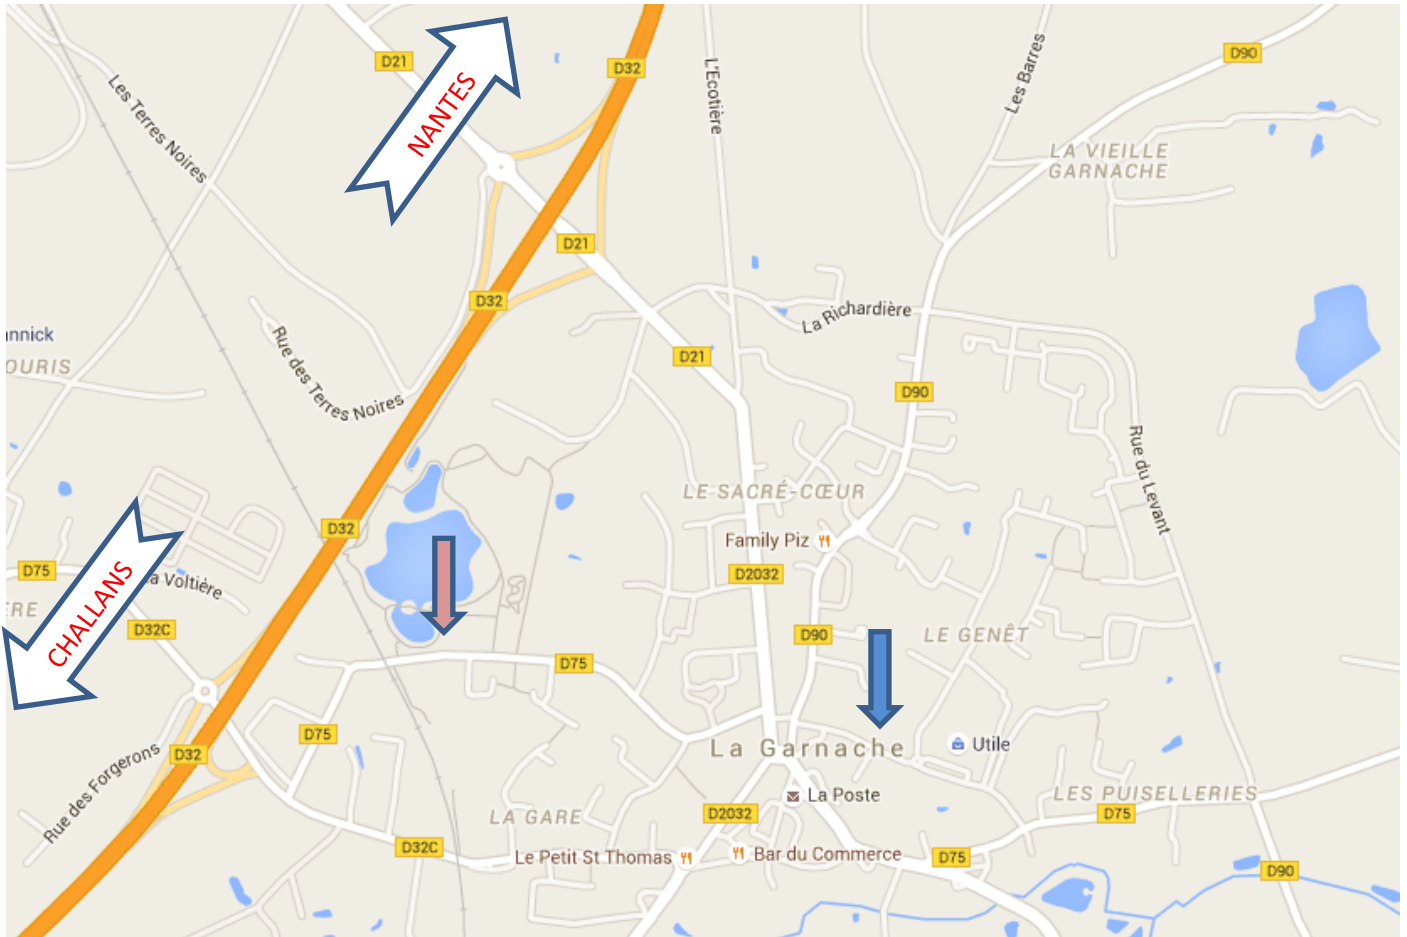 D90
D21
D32
NANTES
L'Ecotière
Les Barres
Les Terres Noires
LA VIEILLE
GARNACHE
D21
D32
La Richardière
annick
OURIS
Rue des Terres Noires
D21
D90
Rue du Levant
LE SACRÉ-CŒUR
D32
Family Piz
D75
D2032
a Voltière
CHALLANS
ERE
D32C
D90
LE GENÊT
D75
D75
D32
La Garnache
Utile
Rue des Forgerons
La Poste
LES PUISELLERIES
D75
LA GARE
D2032
D32C
Le Petit St Thomas
Bar du Commerce
D75
D90